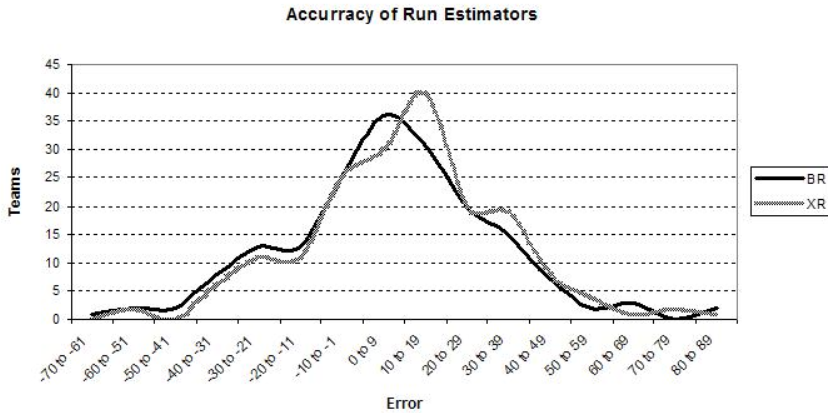 Accurracy of Run Estimators
45
40
35
30
25
20
15
10
5
0
Teams
-70 to -61
-60 to -51
-50 to -41
-40 to -31
-30 to -21
-20 to -11
-10 to -1
0 to 9
10 to 19
20 to 29
30 to 39
40 to 49
50 to 59
60 to 69
70 to 79
80 to 89
Error
BR
XR